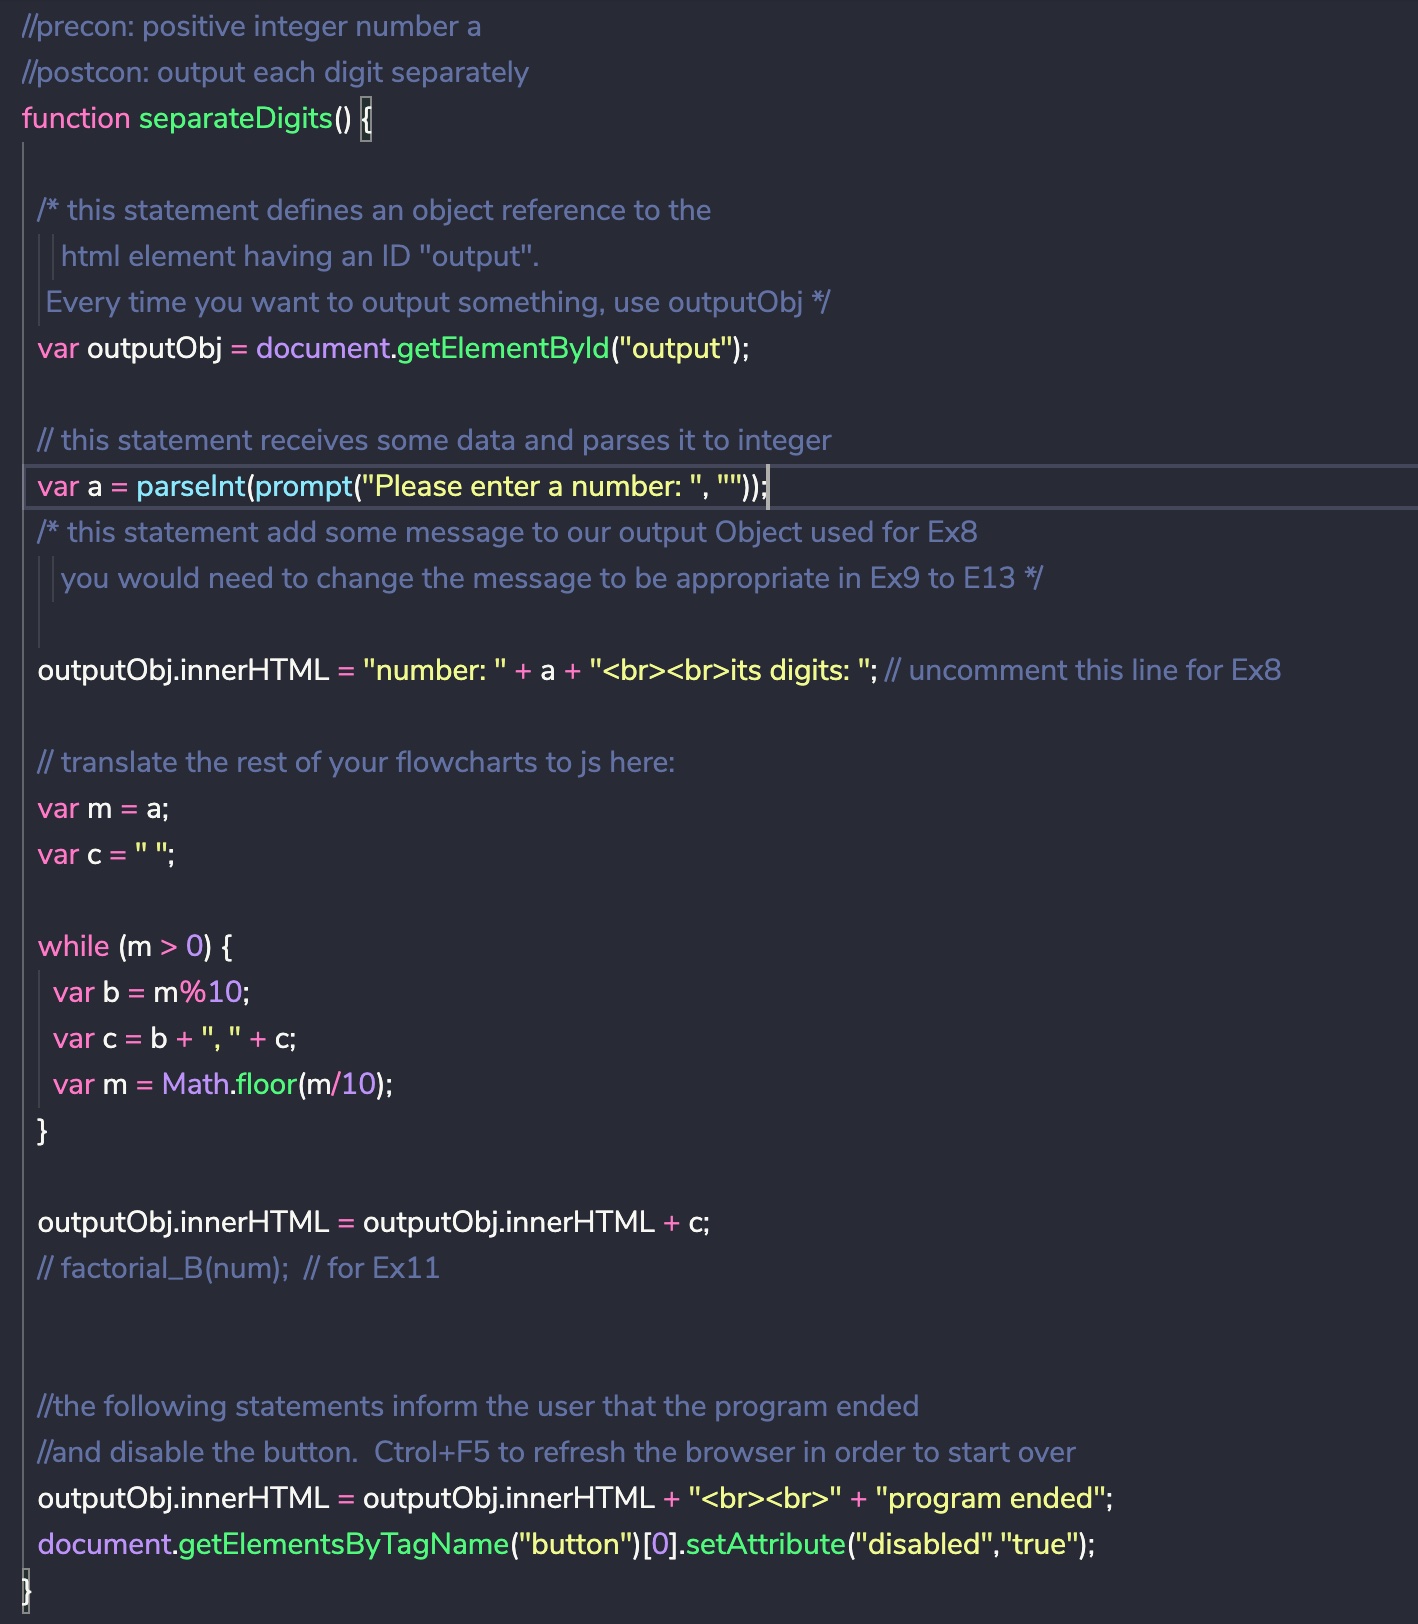 //precon: positive integer number a
//postcon: output each digit separately
function separateDigits() {
/* this statement defines an object reference to the
html element having an ID "output".
Every time you want to output something, use outputObj */
var outputObj = document.getElementById("output");
// this statement receives some data and parses it to integer
var a = parseInt(prompt("Please enter a number: ", ""));
/* this statement add some message to our output Object used for Ex8
you would need to change the message to be appropriate in Ex9 to E13 */
outputObj.innerHTML = "number: " + a + "<br><br>its digits: "; // uncomment this line for Ex8
// translate the rest of your flowcharts to js here:
var m = a;
var c = " ";
while (m > 0) {
var b = m%10;
var c = b + ", " + c;
var m = Math.floor(m/10);
}
outputObj.innerHTML = outputObj.innerHTML + c;
// factorial_B(num);  // for Ex11
//the following statements inform the user that the program ended
//and disable the button.  Ctrol+F5 to refresh the browser in order to start over
outputObj.innerHTML = outputObj.innerHTML + "<br><br>" + "program ended";
document.getElementsByTagName("button")[0].setAttribute("disabled","true");
}